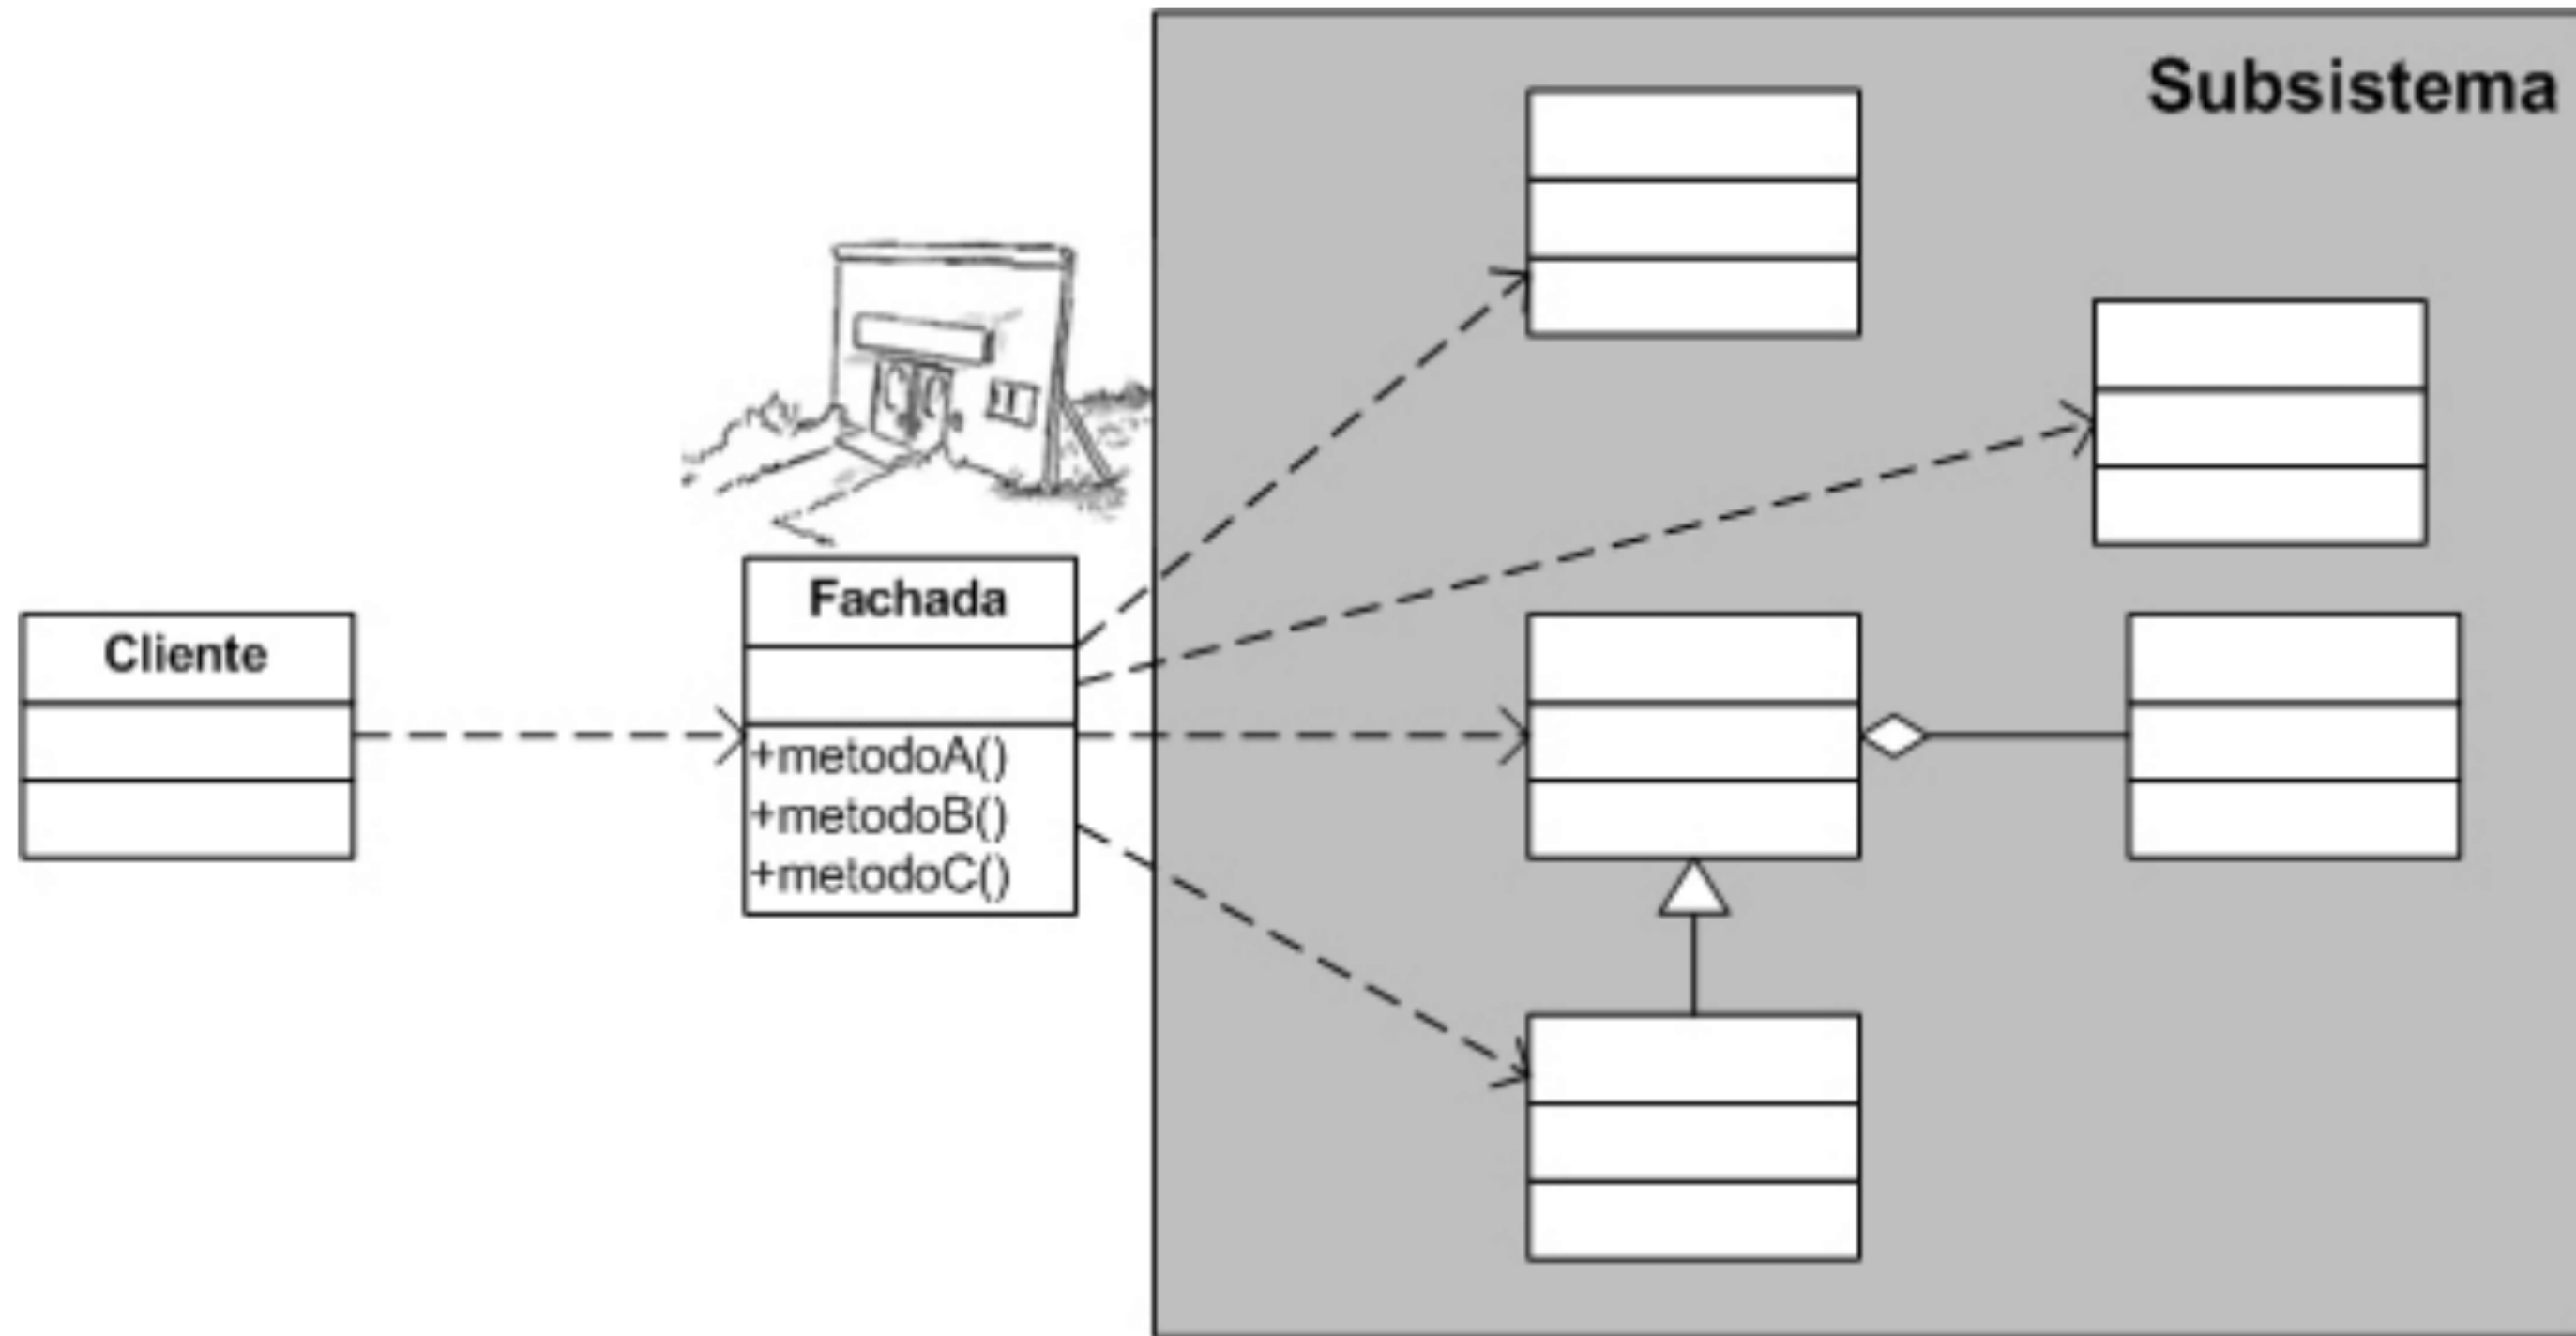 Subsistema
Cliente
Fachada
+metodoA()
+metodoB()
+metodoC()